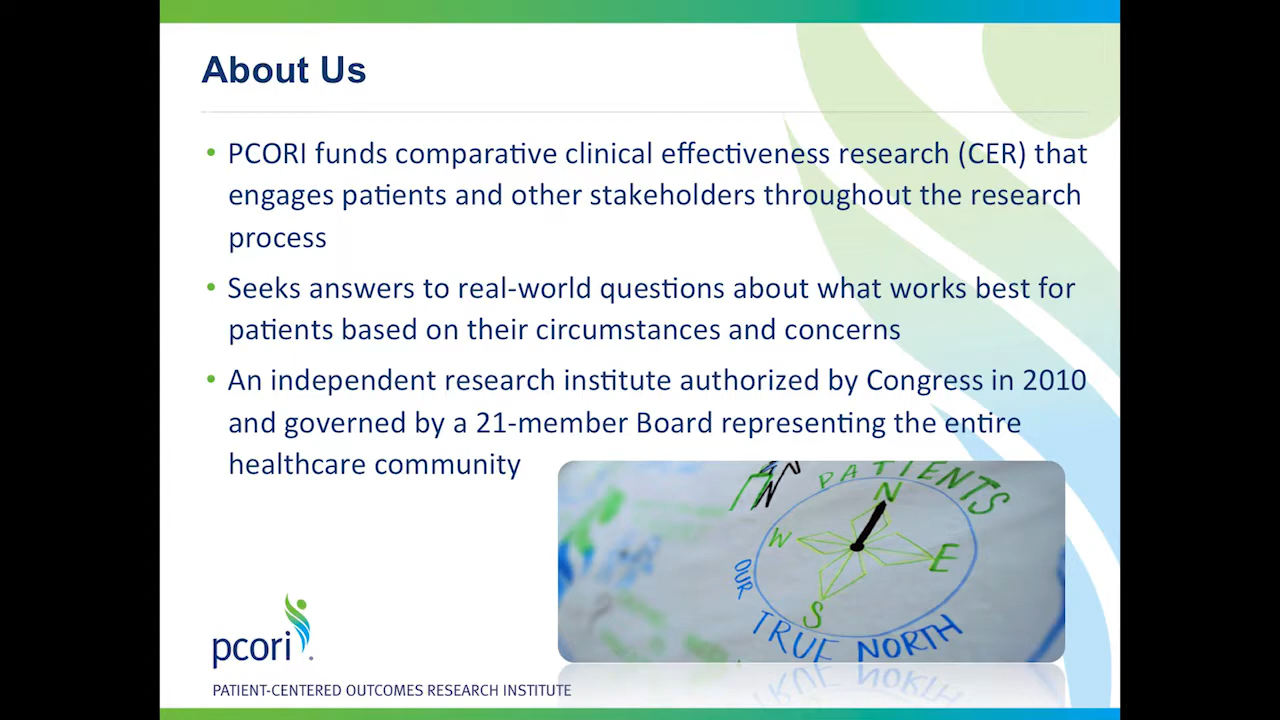 About Us
• PCORI funds comparative clinical effectiveness research (CER) that
engages patients and other stakeholders throughout the research
process
• Seeks answers to real-world questions about what works best for
patients based on their circumstances and concerns
• An independent research institute authorized by Congress in 2010
and governed by a 21-member Board representing the entire
healthcare community
PATIENTS
N
W
E
S
OUR
TRUE NORTH
pcori
PATIENT-CENTERED OUTCOMES RESEARCH INSTITUTE